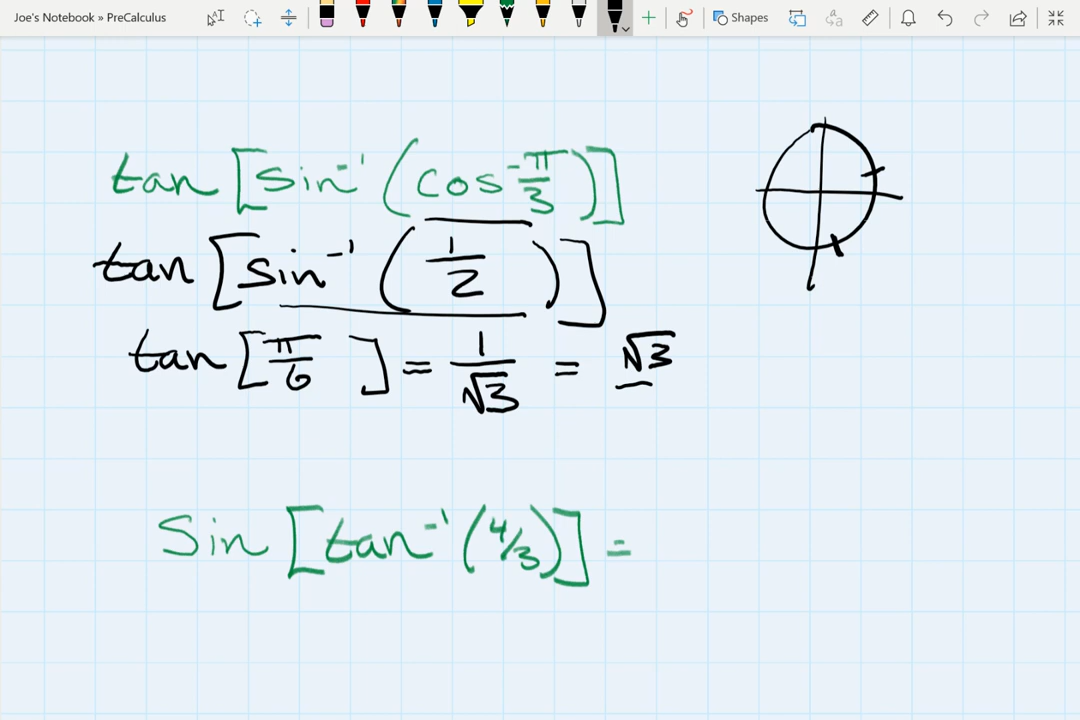 Joe's Notebook » PreCalculus
Shapes
tan [sin⁻¹ (cos -π/3)]
tan [sin⁻¹ (1/2)]
tan [π/6] = 1/√3 = √3
Sin [tan⁻¹ (4/3)] =